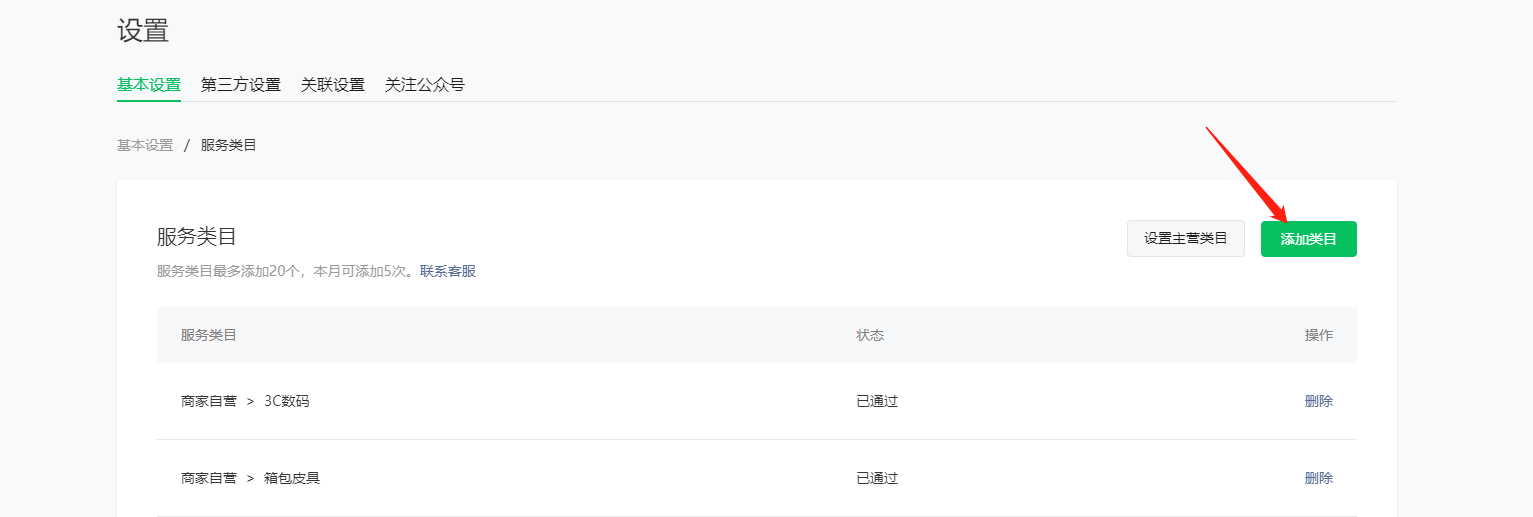 设置
基本设置 第三方设置 关联设置 关注公众号
基本设置 / 服务类目
服务类目
设置主营类目 添加类目
服务类目最多添加20个，本月可添加5次。联系客服
服务类目 状态 操作
商家自营 > 3C数码 已通过 删除
商家自营 > 箱包皮具 已通过 删除